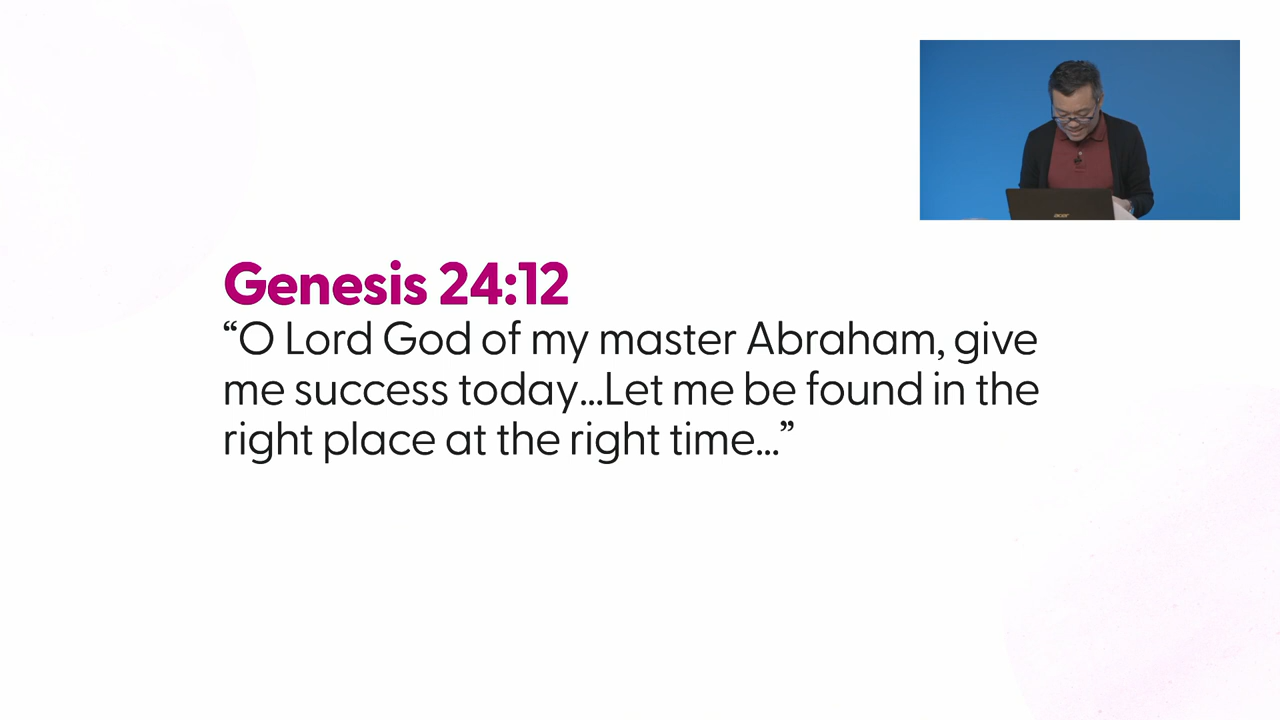 Genesis 24:12
“O Lord God of my master Abraham, give
me success today...Let me be found in the
right place at the right time...”
acer